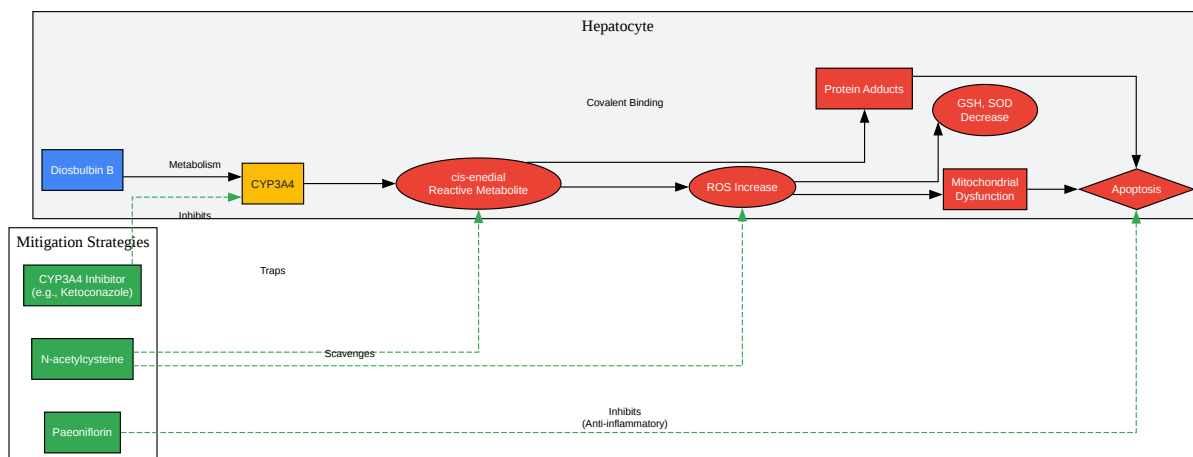 Hepatocyte
Protein Adducts
GSH, SOD
Decrease
Covalent Binding
Diosbulbin B
Metabolism
CYP3A4
cis-enedial
Reactive Metabolite
ROS Increase
Mitochondrial
Dysfunction
Apoptosis
Inhibits
Mitigation Strategies
CYP3A4 Inhibitor
(e.g., Ketoconazole)
Traps
N-acetylcysteine
Scavenges
Paeoniflorin
Inhibits
(Anti-inflammatory)